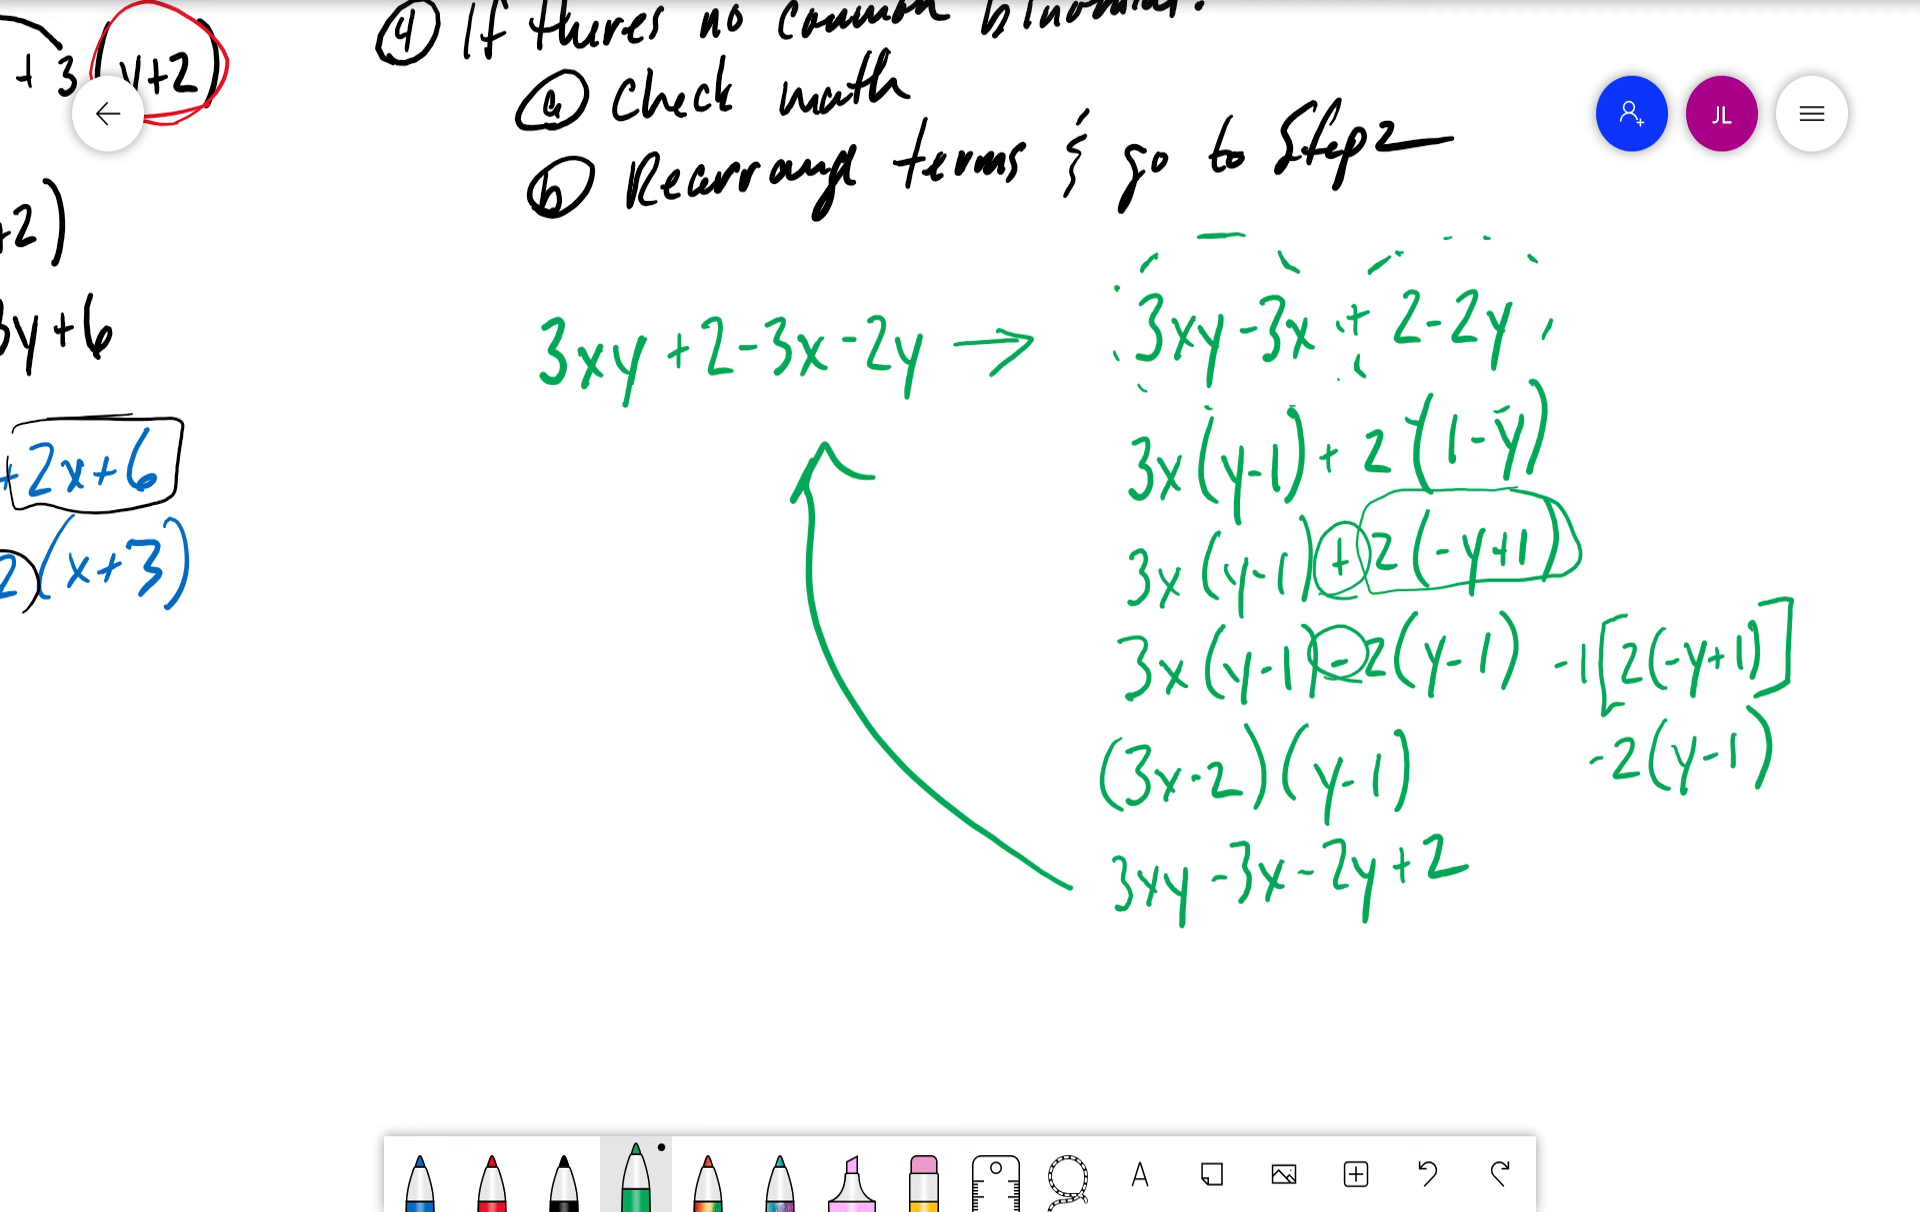 + 3(y+2)
+2)
3y+6
+2x+6
2)(x+3)
④ If theres no common binomial.
ⓐ Check math
ⓑ Rearrange terms & go to Step 2
3xy+2-3x-2y → 3xy-3x+2-2y
3x(y-1)+2(1-y)
3x(y-1)+2(-y+1)
3x(y-1)-2(y-1) -1[2(-y+1)]
(3x-2)(y-1) -2(y-1)
3xy-3x-2y+2
JL
A